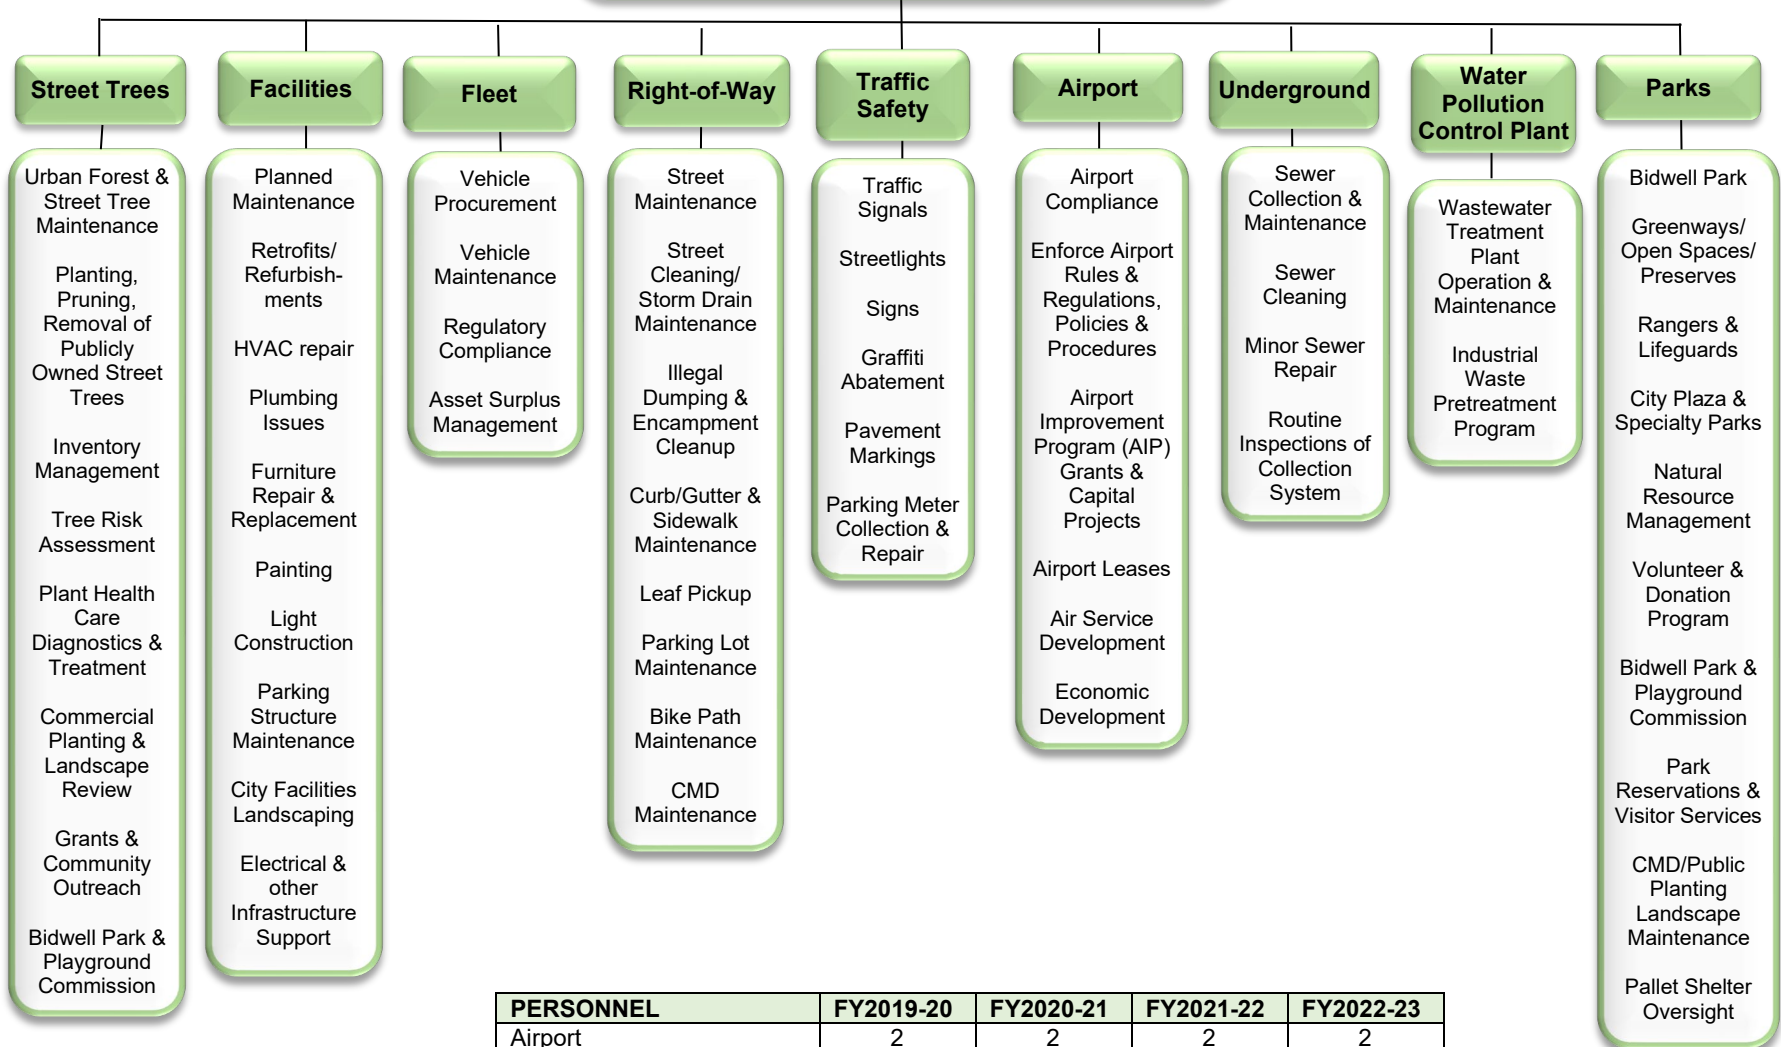 Street Trees
Urban Forest &
Street Tree
Maintenance
Planting,
Pruning,
Removal of
Publicly
Owned Street
Trees
Inventory
Management
Tree Risk
Assessment
Plant Health
Care
Diagnostics &
Treatment
Commercial
Planting &
Landscape
Review
Grants &
Community
Outreach
Bidwell Park &
Playground
Commission
Facilities
Planned
Maintenance
Retrofits/
Refurbish-
ments
HVAC repair
Plumbing
Issues
Furniture
Repair &
Replacement
Painting
Light
Construction
Parking
Structure
Maintenance
City Facilities
Landscaping
Electrical &
other
Infrastructure
Support
Fleet
Vehicle
Procurement
Vehicle
Maintenance
Regulatory
Compliance
Asset Surplus
Management
Right-of-Way
Street
Maintenance
Street
Cleaning/
Storm Drain
Maintenance
Illegal
Dumping &
Encampment
Cleanup
Curb/Gutter &
Sidewalk
Maintenance
Leaf Pickup
Parking Lot
Maintenance
Bike Path
Maintenance
CMD
Maintenance
Traffic
Safety
Traffic
Signals
Streetlights
Signs
Graffiti
Abatement
Pavement
Markings
Parking Meter
Collection &
Repair
Airport
Airport
Compliance
Enforce Airport
Rules &
Regulations,
Policies &
Procedures
Airport
Improvement
Program (AIP)
Grants &
Capital
Projects
Airport Leases
Air Service
Development
Economic
Development
Underground
Sewer
Collection &
Maintenance
Sewer
Cleaning
Minor Sewer
Repair
Routine
Inspections of
Collection
System
Water
Pollution
Control Plant
Wastewater
Treatment
Plant
Operation &
Maintenance
Industrial
Waste
Pretreatment
Program
Parks
Bidwell Park
Greenways/
Open Spaces/
Preserves
Rangers &
Lifeguards
City Plaza &
Specialty Parks
Natural
Resource
Management
Volunteer &
Donation
Program
Bidwell Park &
Playground
Commission
Park
Reservations &
Visitor Services
CMD/Public
Planting
Landscape
Maintenance
Pallet Shelter
Oversight
PERSONNEL FY2019-20 FY2020-21 FY2021-22 FY2022-23
Airport 2 2 2 2